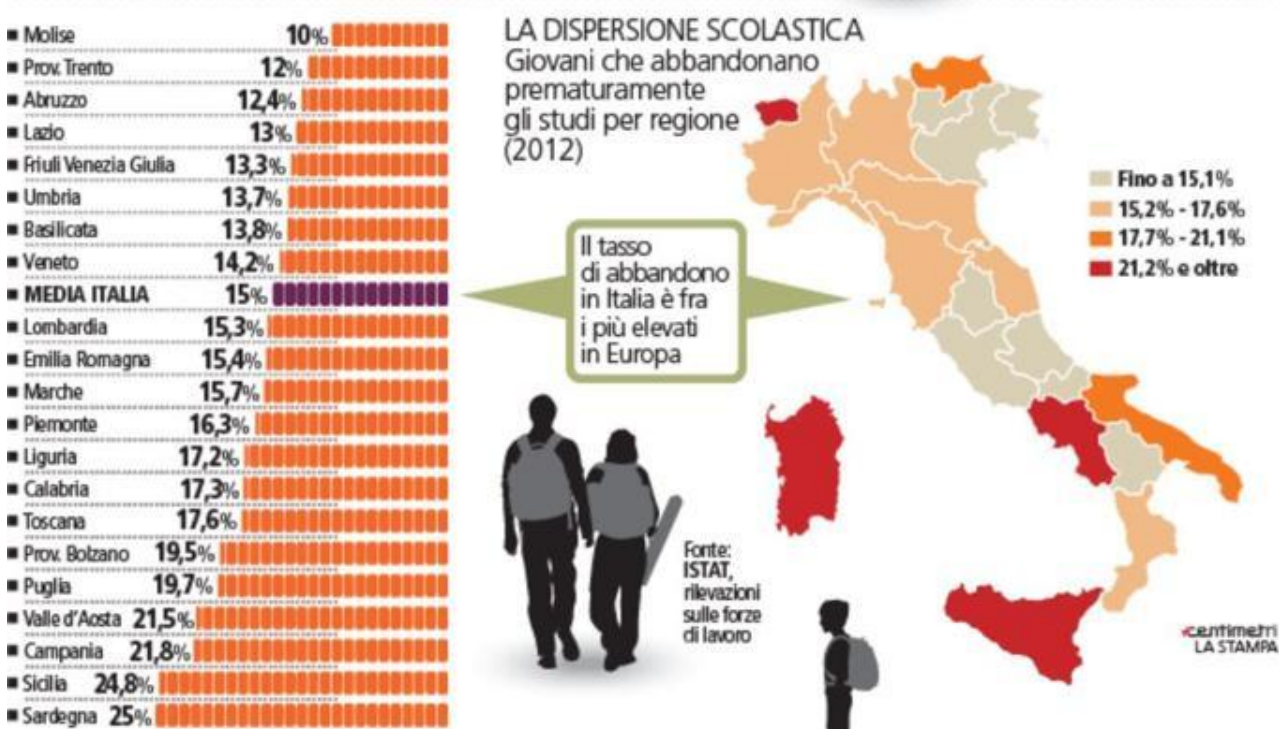 Molise 10%
Prov. Trento 12%
Abruzzo 12,4%
Lazio 13%
Friuli Venezia Giulia 13,3%
Umbria 13,7%
Basilicata 13,8%
Veneto 14,2%
MEDIA ITALIA 15%
Lombardia 15,3%
Emilia Romagna 15,4%
Marche 15,7%
Piemonte 16,3%
Liguria 17,2%
Calabria 17,3%
Toscana 17,6%
Prov. Bolzano 19,5%
Puglia 19,7%
Valle d'Aosta 21,5%
Campania 21,8%
Sicilia 24,8%
Sardegna 25%
LA DISPERSIONE SCOLASTICA
Giovani che abbandonano
prematuramente
gli studi per regione
(2012)
Il tasso
di abbandono
in Italia è fra
i più elevati
in Europa
Fino a 15,1%
15,2% - 17,6%
17,7% - 21,1%
21,2% e oltre
Fonte:
ISTAT,
rilevazioni
sulle forze
di lavoro
centimetri
LA STAMPA